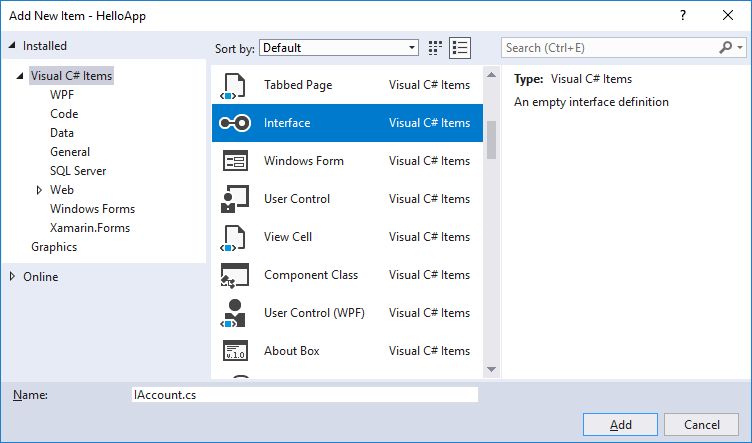 Add New Item - HelloApp
Installed
Sort by: Default
Search (Ctrl+E)
Visual C# Items
WPF
Code
Data
General
SQL Server
Web
Windows Forms
Xamarin.Forms
Graphics
Online
Tabbed Page Visual C# Items
Interface Visual C# Items
Windows Form Visual C# Items
User Control Visual C# Items
View Cell Visual C# Items
Component Class Visual C# Items
User Control (WPF) Visual C# Items
v.1.0
About Box Visual C# Items
Type: Visual C# Items
An empty interface definition
Name: IAccount.cs
Add Cancel